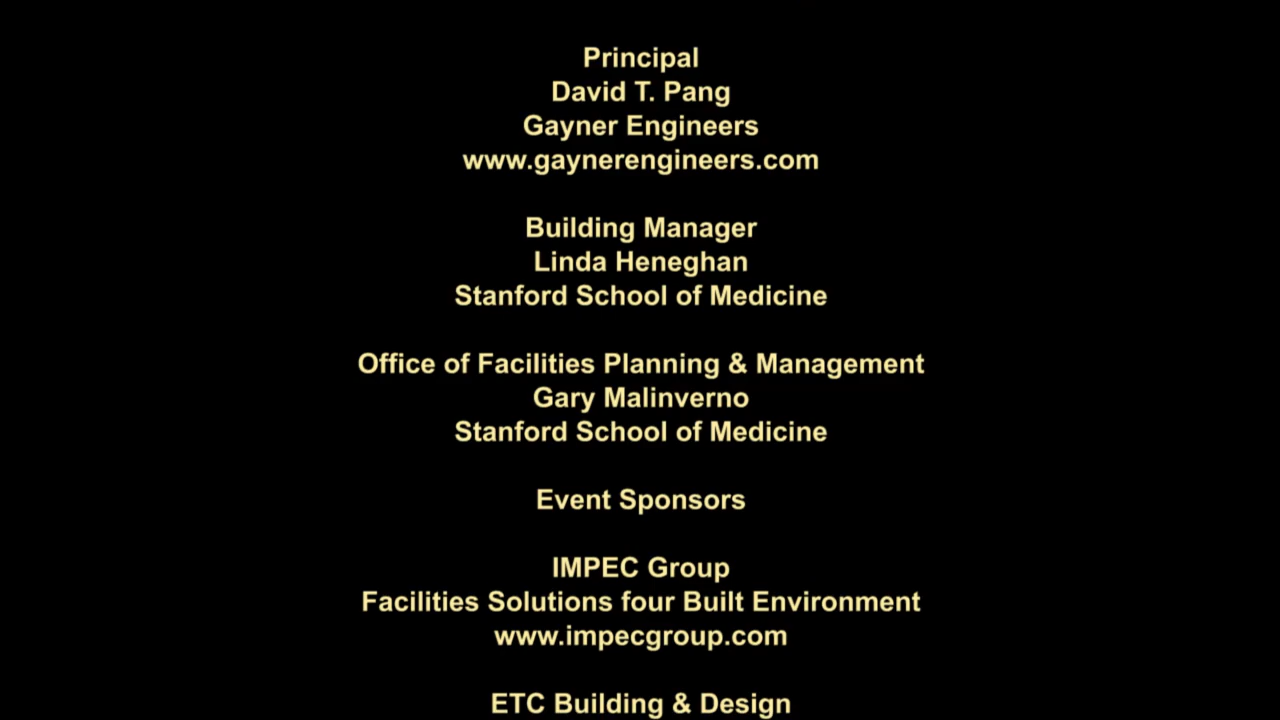 Principal
David T. Pang
Gayner Engineers
www.gaynerengineers.com
Building Manager
Linda Heneghan
Stanford School of Medicine
Office of Facilities Planning & Management
Gary Malinverno
Stanford School of Medicine
Event Sponsors
IMPEC Group
Facilities Solutions four Built Environment
www.impecgroup.com
ETC Building & Design